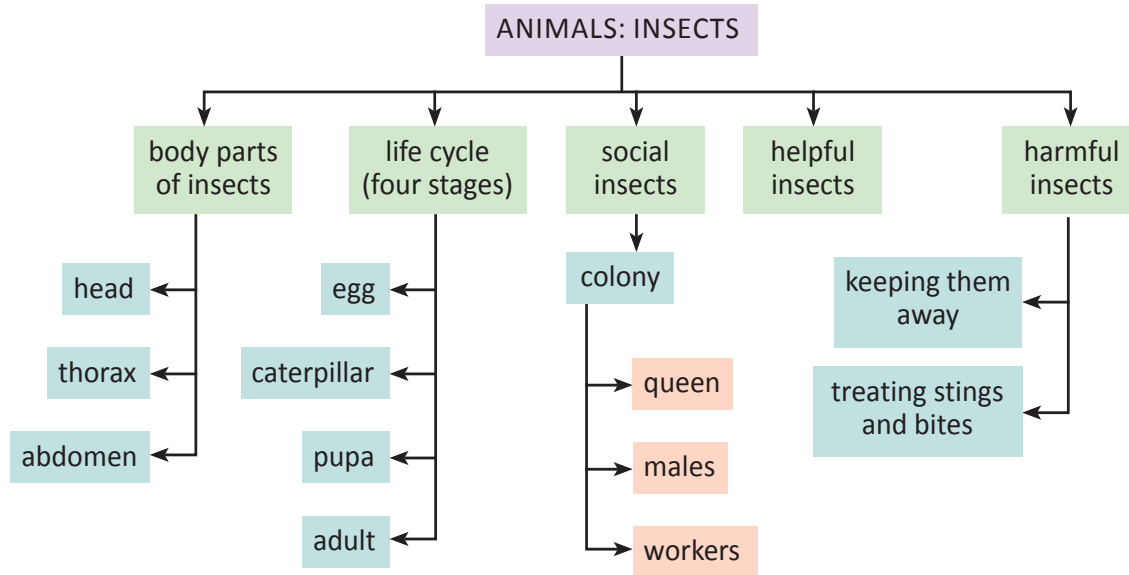 ANIMALS: INSECTS
body parts
of insects
life cycle
(four stages)
social
insects
helpful
insects
harmful
insects
head
thorax
abdomen
egg
caterpillar
pupa
adult
colony
queen
males
workers
keeping them
away
treating stings
and bites